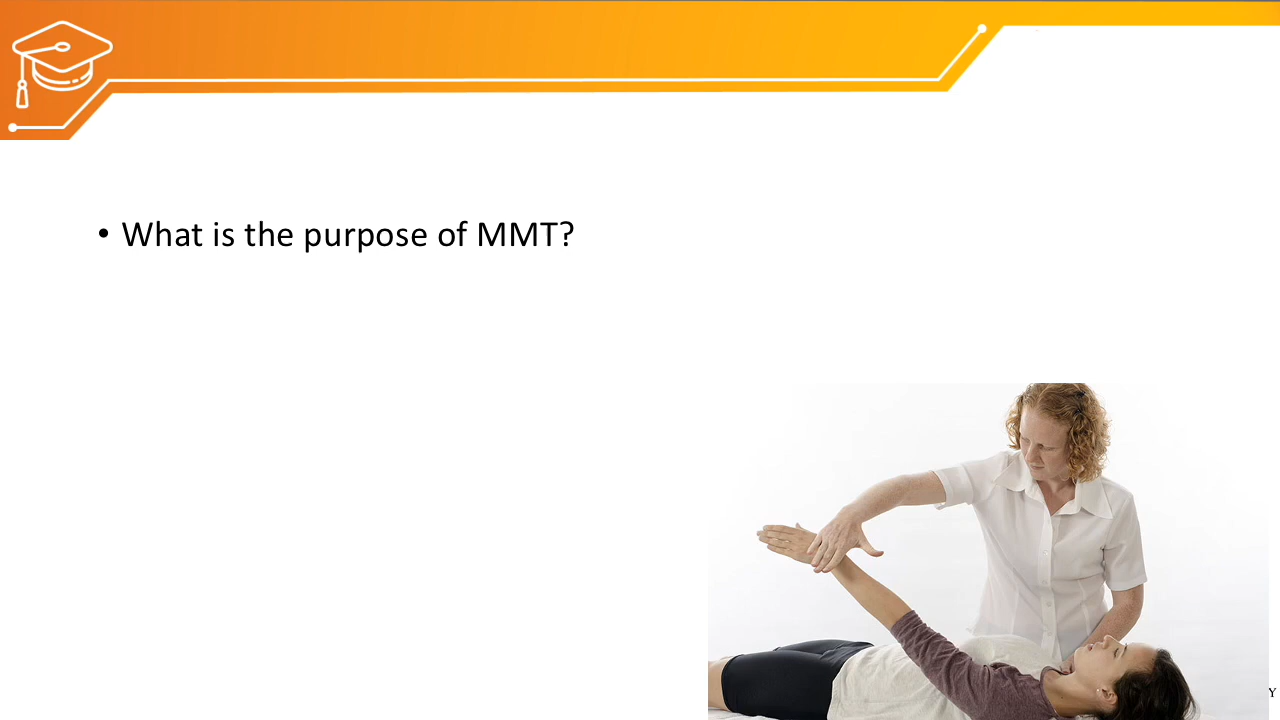 • What is the purpose of MMT?
Y